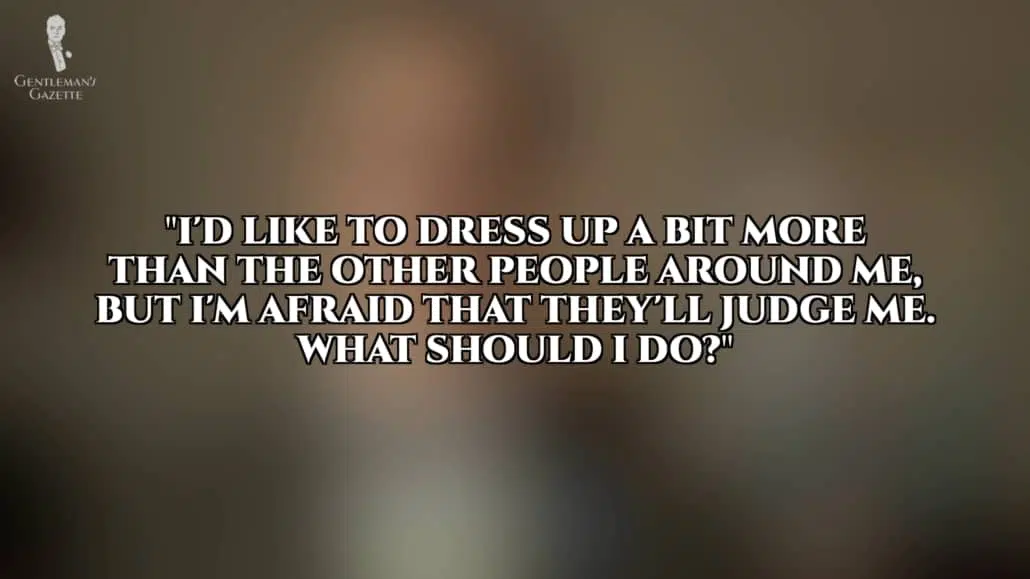 GENTLEMAN'S
GAZETTE
"I'D LIKE TO DRESS UP A BIT MORE
THAN THE OTHER PEOPLE AROUND ME,
BUT I'M AFRAID THAT THEY'LL JUDGE ME.
WHAT SHOULD I DO?"